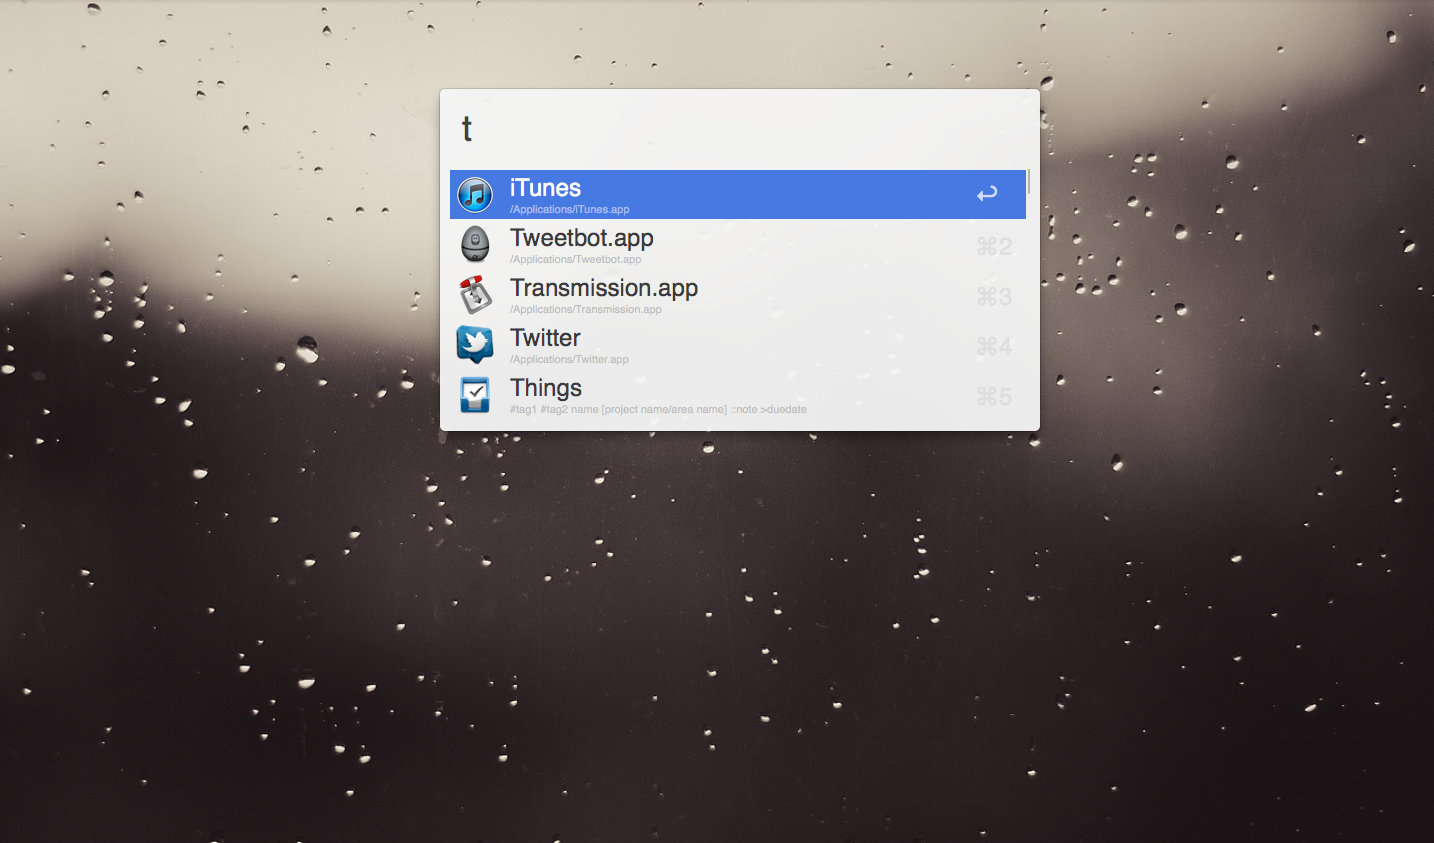 t
iTunes
/Applications/iTunes.app
Tweetbot.app
/Applications/Tweetbot.app
⌘2
Transmission.app
/Applications/Transmission.app
⌘3
Twitter
/Applications/Twitter.app
⌘4
Things
#tag1 #tag2 name [project name/area name] ::note >duedate
⌘5